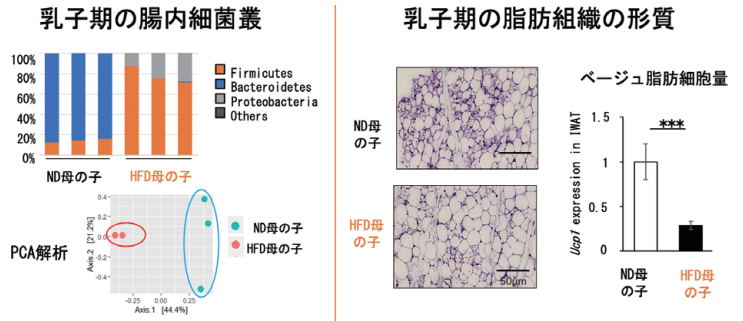 乳子期の腸内細菌叢
100%
80%
60%
40%
20%
0%
Firmicutes
Bacteroidetes
Proteobacteria
Others
ND母の子
HFD母の子
PCA解析
Axis.2 [21.2%]
0.4
0.2
0.0
-0.2
-0.4
-0.25
0.00
0.25
Axis.1 [44.4%]
ND母の子
HFD母の子
乳子期の脂肪組織の形質
ND母
の子
HFD母
の子
50μm
ベージュ脂肪細胞量
***
Ucp1 expression in IWAT
1.5
1
0.5
0
ND母
の子
HFD母
の子